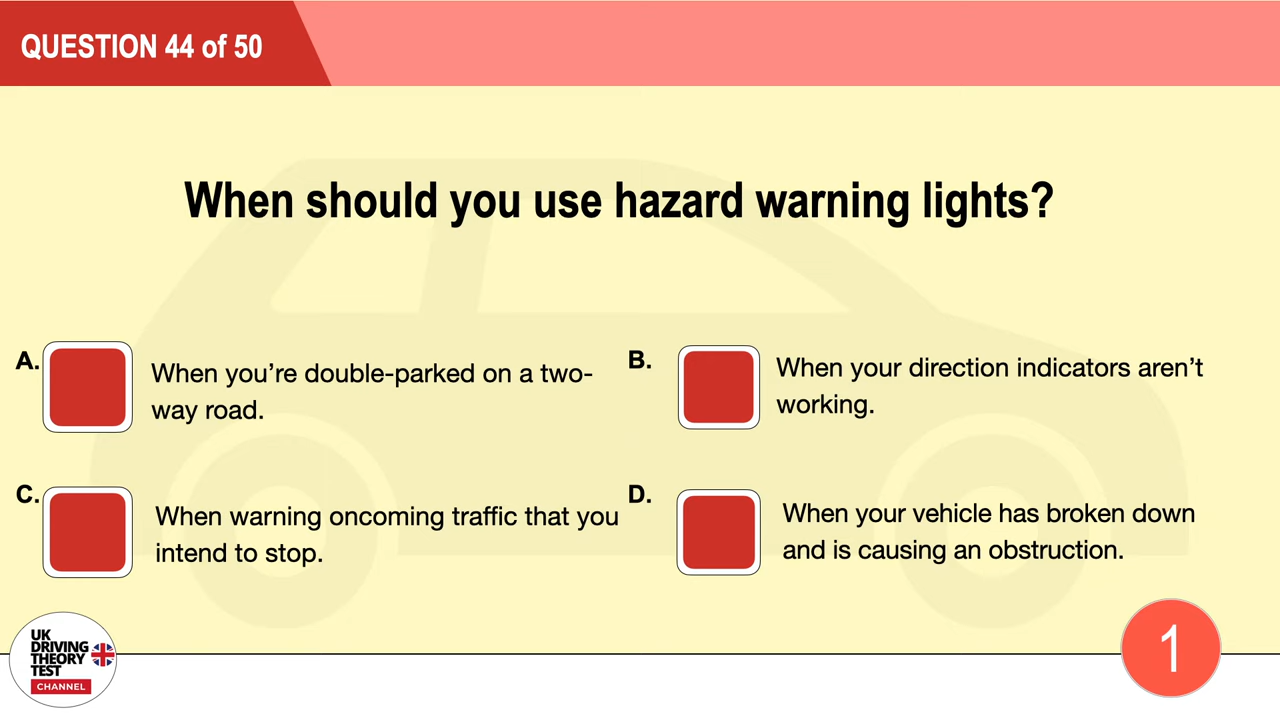 QUESTION 44 of 50
When should you use hazard warning lights?
A.
When you’re double-parked on a two-
way road.
B.
When your direction indicators aren’t
working.
C.
When warning oncoming traffic that you
intend to stop.
D.
When your vehicle has broken down
and is causing an obstruction.
UK
DRIVING
THEORY
TEST
CHANNEL
1